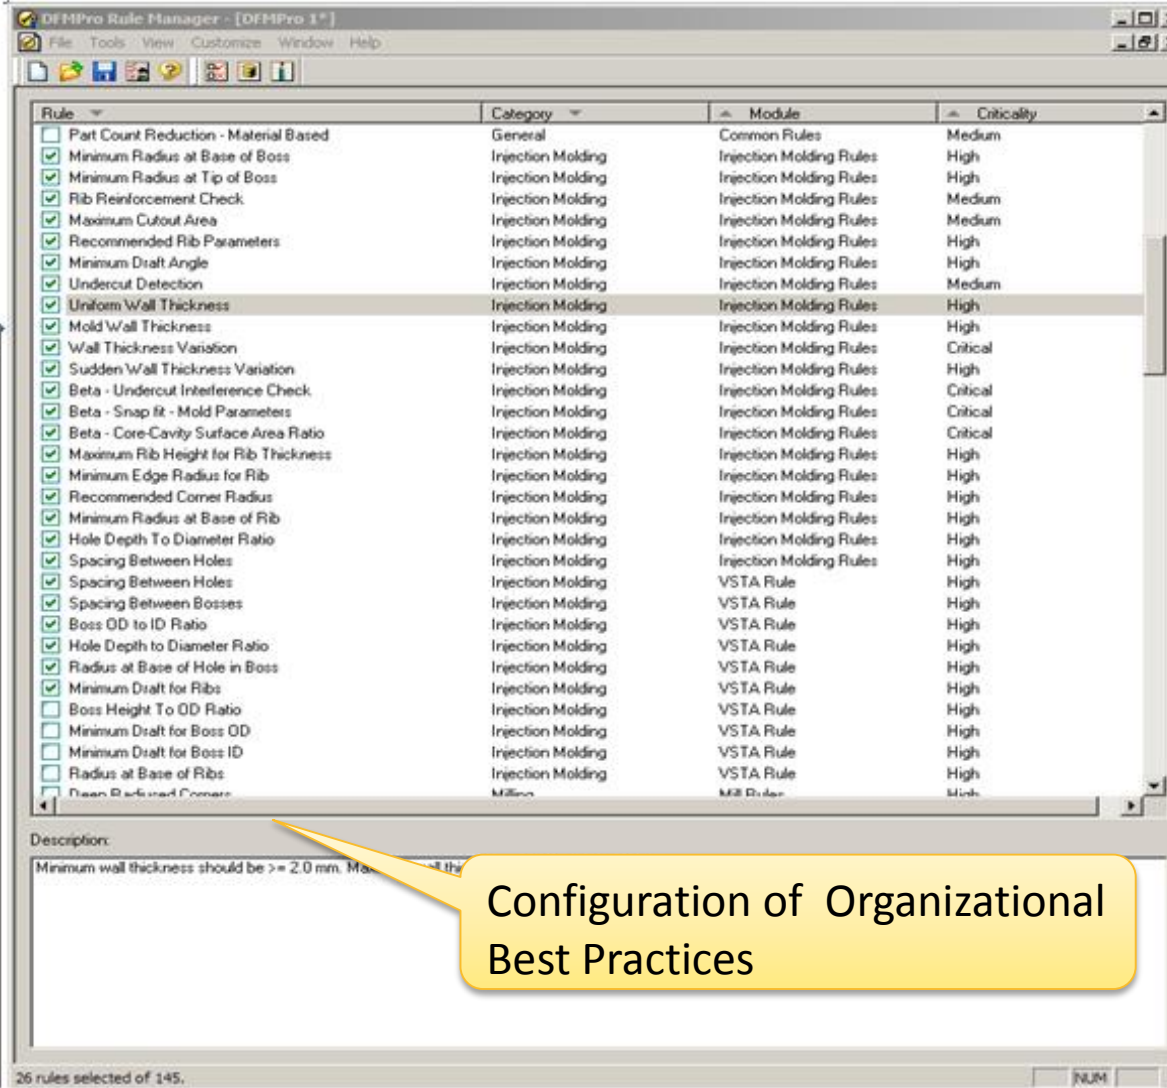 DFMPro Rule Manager - [DFMPro 1*]
File Tools View Customize Window Help
Rule Category Module Criticality
Part Count Reduction - Material Based General Common Rules Medium
Minimum Radius at Base of Boss Injection Molding Injection Molding Rules High
Minimum Radius at Tip of Boss Injection Molding Injection Molding Rules High
Rib Reinforcement Check Injection Molding Injection Molding Rules Medium
Maximum Cutout Area Injection Molding Injection Molding Rules Medium
Recommended Rib Parameters Injection Molding Injection Molding Rules High
Minimum Draft Angle Injection Molding Injection Molding Rules High
Undercut Detection Injection Molding Injection Molding Rules Medium
Uniform Wall Thickness Injection Molding Injection Molding Rules High
Mold Wall Thickness Injection Molding Injection Molding Rules High
Wall Thickness Variation Injection Molding Injection Molding Rules Critical
Sudden Wall Thickness Variation Injection Molding Injection Molding Rules High
Beta - Undercut Interference Check Injection Molding Injection Molding Rules Critical
Beta - Snap fit - Mold Parameters Injection Molding Injection Molding Rules Critical
Beta - Core-Cavity Surface Area Ratio Injection Molding Injection Molding Rules Critical
Maximum Rib Height for Rib Thickness Injection Molding Injection Molding Rules High
Minimum Edge Radius for Rib Injection Molding Injection Molding Rules High
Recommended Corner Radius Injection Molding Injection Molding Rules High
Minimum Radius at Base of Rib Injection Molding Injection Molding Rules High
Hole Depth To Diameter Ratio Injection Molding Injection Molding Rules High
Spacing Between Holes Injection Molding Injection Molding Rules High
Spacing Between Holes Injection Molding VSTA Rule High
Spacing Between Bosses Injection Molding VSTA Rule High
Boss OD to ID Ratio Injection Molding VSTA Rule High
Hole Depth to Diameter Ratio Injection Molding VSTA Rule High
Radius at Base of Hole in Boss Injection Molding VSTA Rule High
Minimum Draft for Ribs Injection Molding VSTA Rule High
Boss Height To OD Ratio Injection Molding VSTA Rule High
Minimum Draft for Boss OD Injection Molding VSTA Rule High
Minimum Draft for Boss ID Injection Molding VSTA Rule High
Radius at Base of Ribs Injection Molding VSTA Rule High
Deep Radiused Corners Milling Mill Rules High
Description:
Minimum wall thickness should be >= 2.0 mm.
Configuration of Organizational
Best Practices
26 rules selected of 145.
NUM